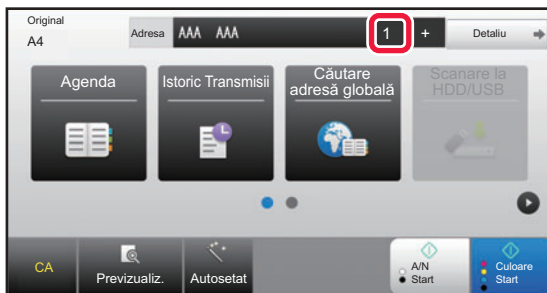 Original
A4
Adresa
AAA AAA
1
+
Detaliu
Agenda
Istoric Transmisii
Căutare
adresă globală
Scanare la
HDD/USB
CA
Previzualiz.
Autosetat
A/N
Start
Culoare
Start